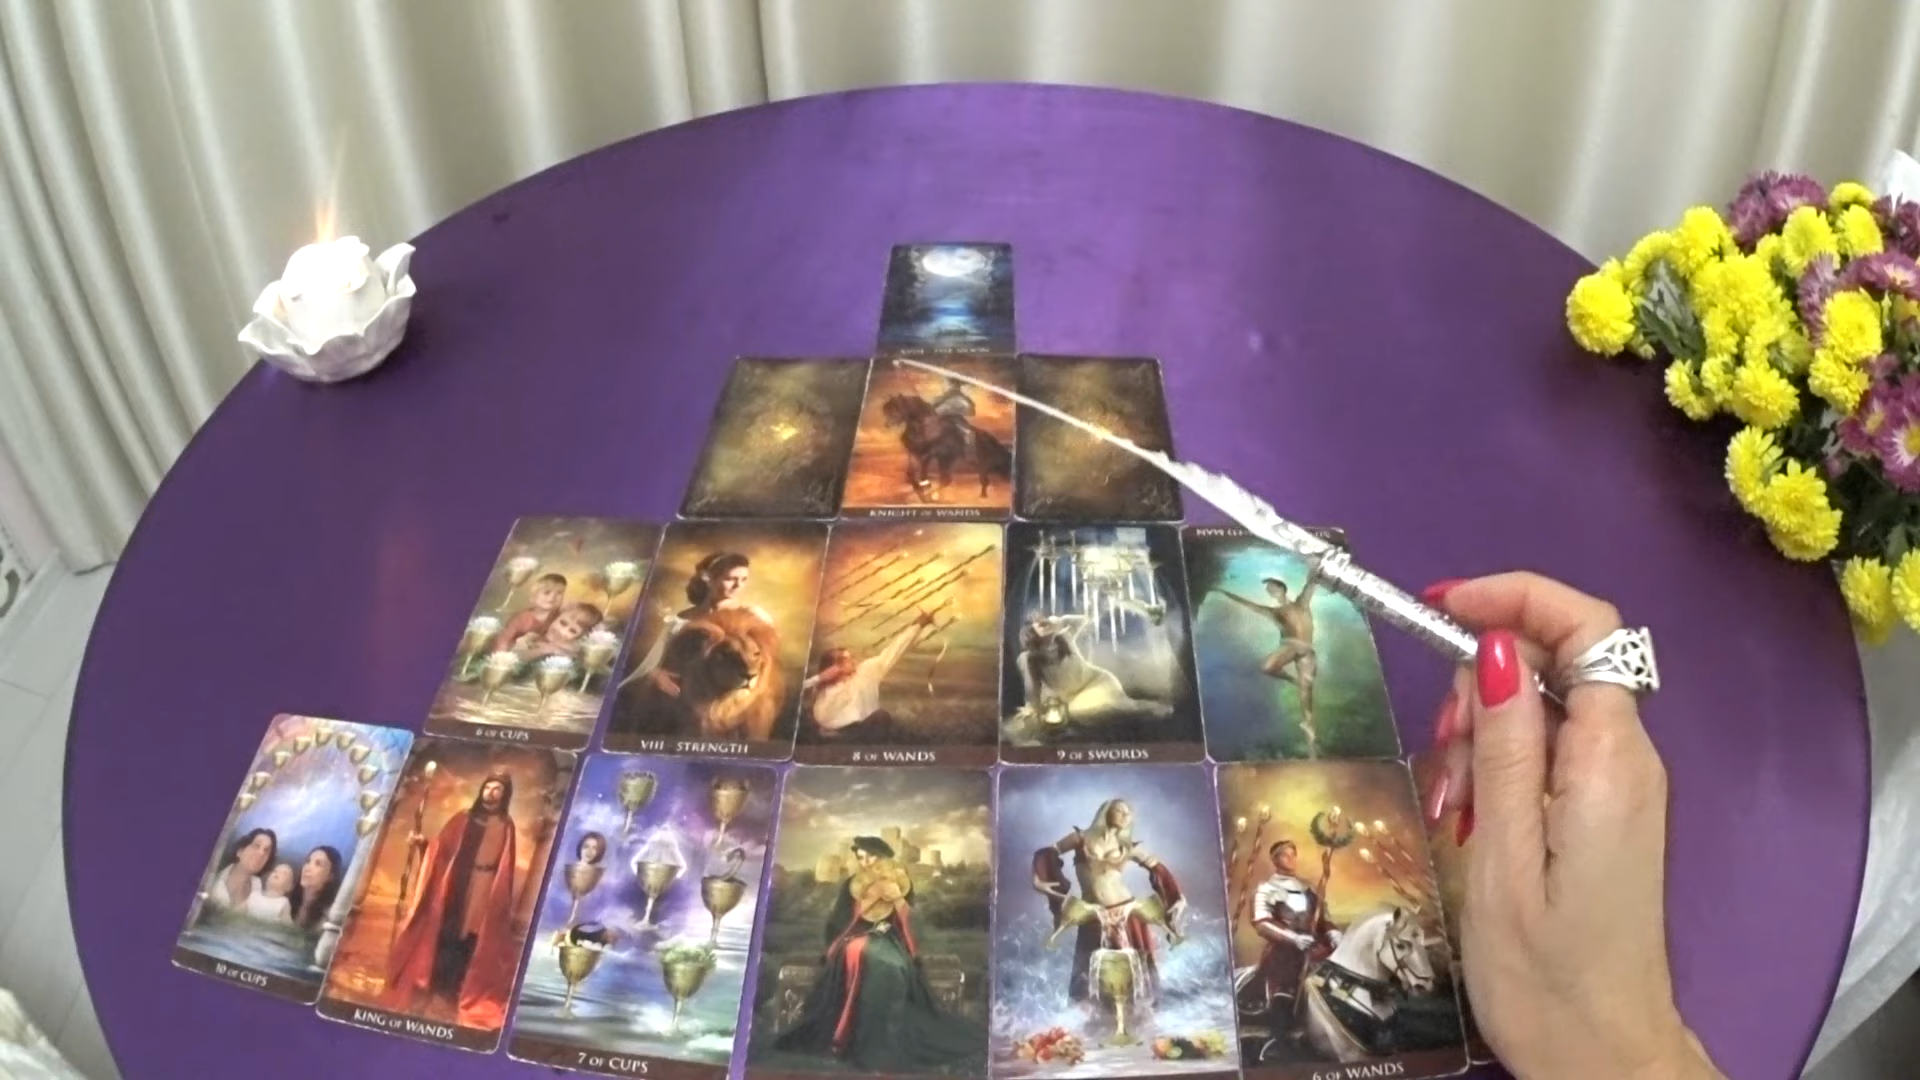 KNIGHT OF WANDS
6 OF CUPS
VIII STRENGTH
8 OF WANDS
9 OF SWORDS
10 OF CUPS
KING OF WANDS
7 OF CUPS
6 OF WANDS